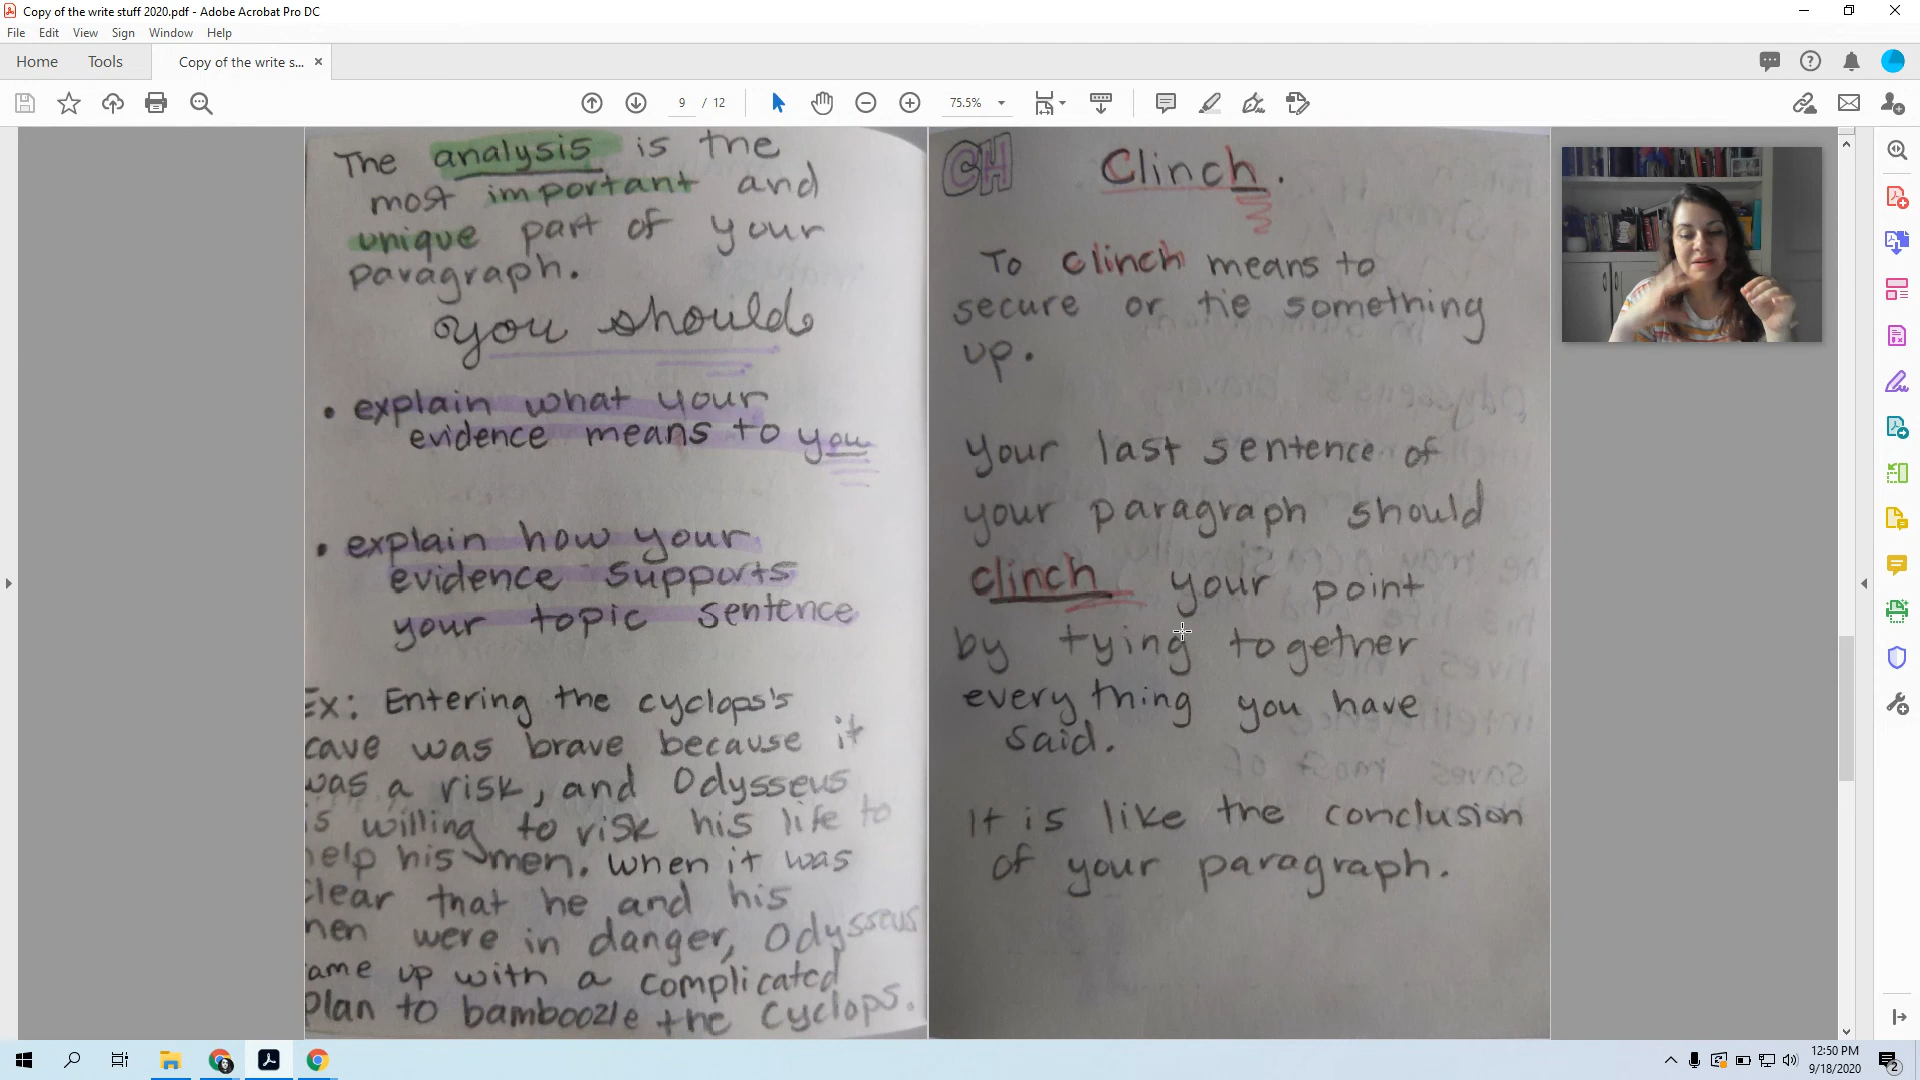 Copy of the write stuff 2020.pdf - Adobe Acrobat Pro DC
File Edit View Sign Window Help
Home Tools Copy of the write s... ×
9 / 12 75.5%
The analysis is the
most important and
unique part of your
paragraph.
You should
• explain what your
evidence means to you
• explain how your
evidence supports
your topic sentence
Ex: Entering the cyclops's
cave was brave because it
was a risk, and Odysseus
is willing to risk his life to
help his men. When it was
clear that he and his
men were in danger, Odysseus
ame up with a complicated
plan to bamboozle the Cyclops.
CH Clinch.
To clinch means to
secure or tie something
up.
Your last sentence of
your paragraph should
clinch your point
by tying together
everything you have
said.
It is like the conclusion
of your paragraph.
12:50 PM
9/18/2020
2